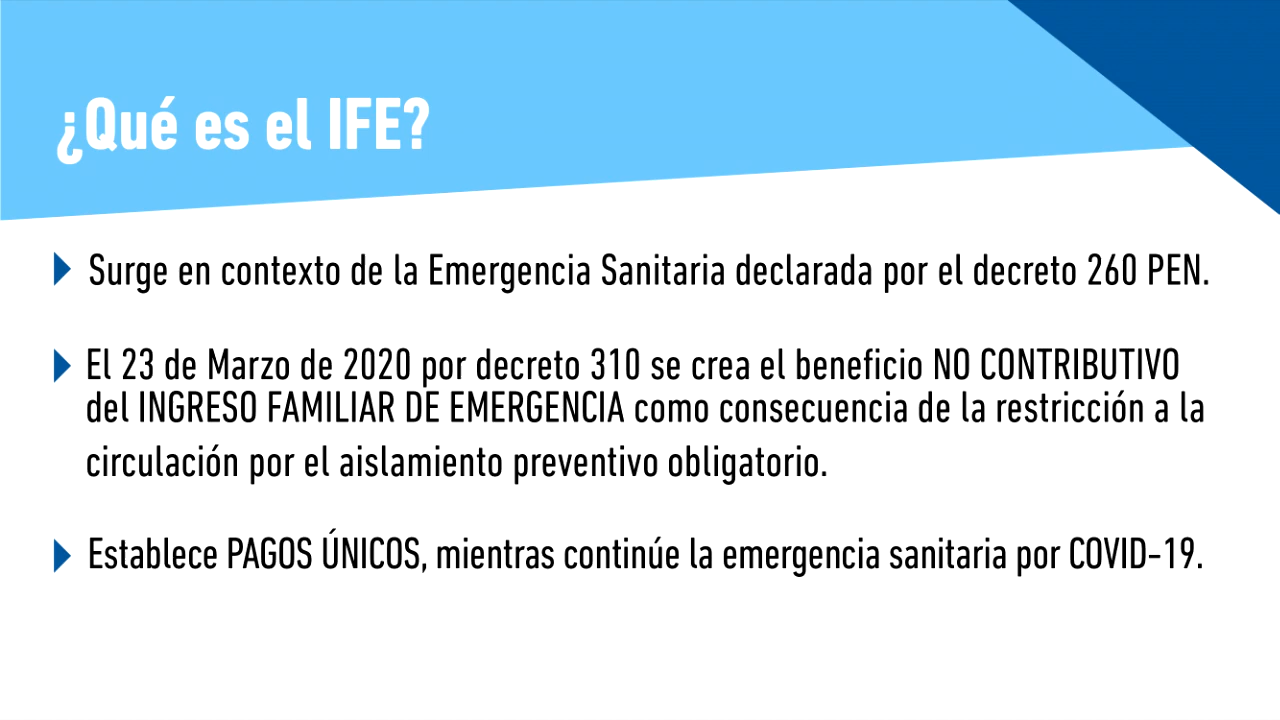 ¿Qué es el IFE?
Surge en contexto de la Emergencia Sanitaria declarada por el decreto 260 PEN.
El 23 de Marzo de 2020 por decreto 310 se crea el beneficio NO CONTRIBUTIVO
del INGRESO FAMILIAR DE EMERGENCIA como consecuencia de la restricción a la
circulación por el aislamiento preventivo obligatorio.
Establece PAGOS ÚNICOS, mientras continúe la emergencia sanitaria por COVID-19.